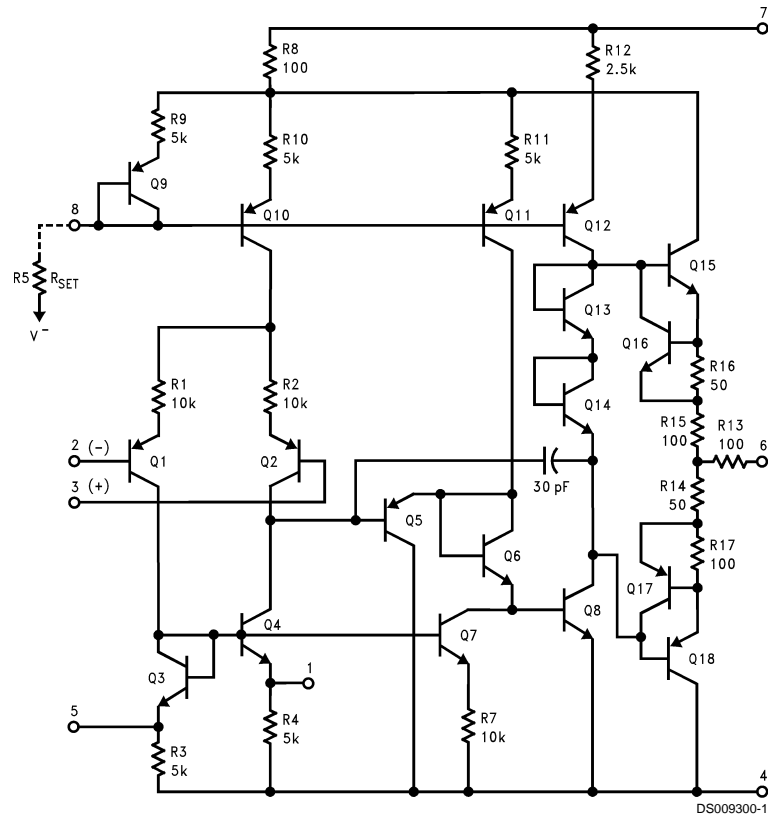 7
R8
100
R12
2.5k
R9
5k
R10
5k
R11
5k
Q9
8
Q10
Q11
Q12
Q15
R5
RSET
V−
Q13
Q16
R16
50
R1
10k
R2
10k
Q14
R15
100
R13
100
2 (−)
Q1
Q2
6
3 (+)
30 pF
R14
50
Q5
Q6
R17
100
Q17
Q4
Q7
Q8
Q18
Q3
1
5
R3
5k
R4
5k
R7
10k
4
DS009300-1